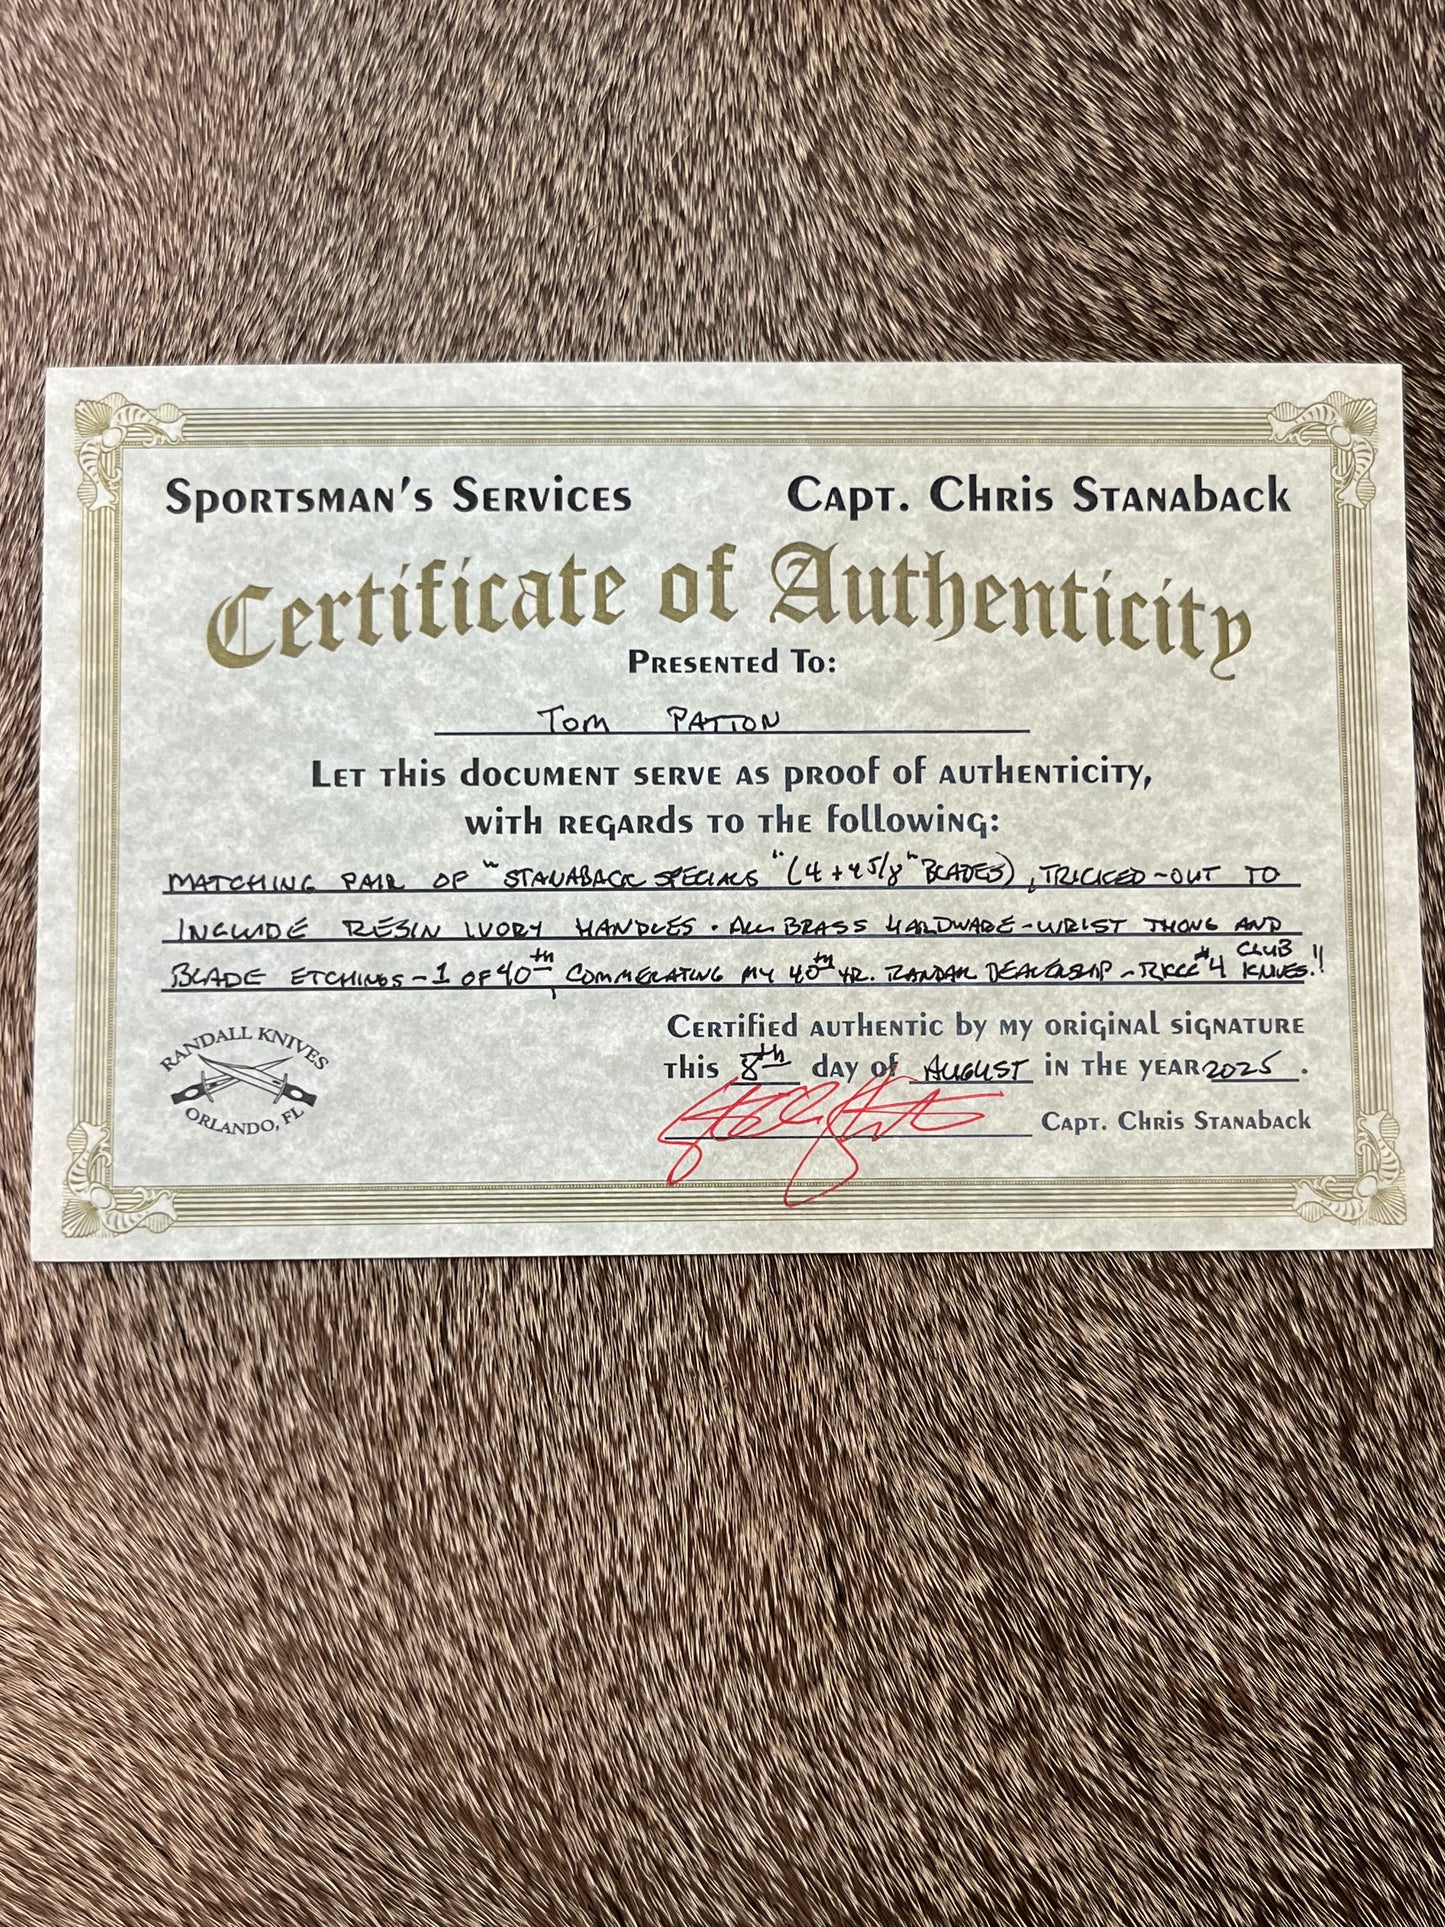 Sportsman's Services Capt. Chris Stanaback
Certificate of Authenticity
Presented To:
Tom Patton
Let this document serve as proof of authenticity,
with regards to the following:
MATCHING PAIR OF "STANABACK SPECIALS" (4 + 4 5/8" BLADES), TRICKED-OUT TO
INCLUDE RESIN IVORY HANDLES. ALL BRASS HARDWARE - WRIST THONG AND
BLADE ETCHINGS - 1 OF 40th, COMMERATING MY 40th YR. RANDALL DEALERSHIP - #4 CLUB KNIVES."
Certified authentic by my original signature
this 8th day of AUGUST in the year 2025.
Capt. Chris Stanaback
RANDALL KNIVES
ORLANDO, FL